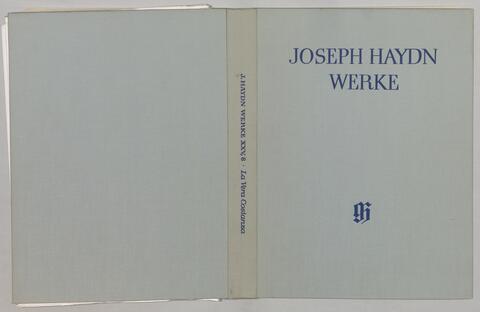 J. HAYDN WERKE XXV, 8 · La Vera Costanza
JOSEPH HAYDN
WERKE